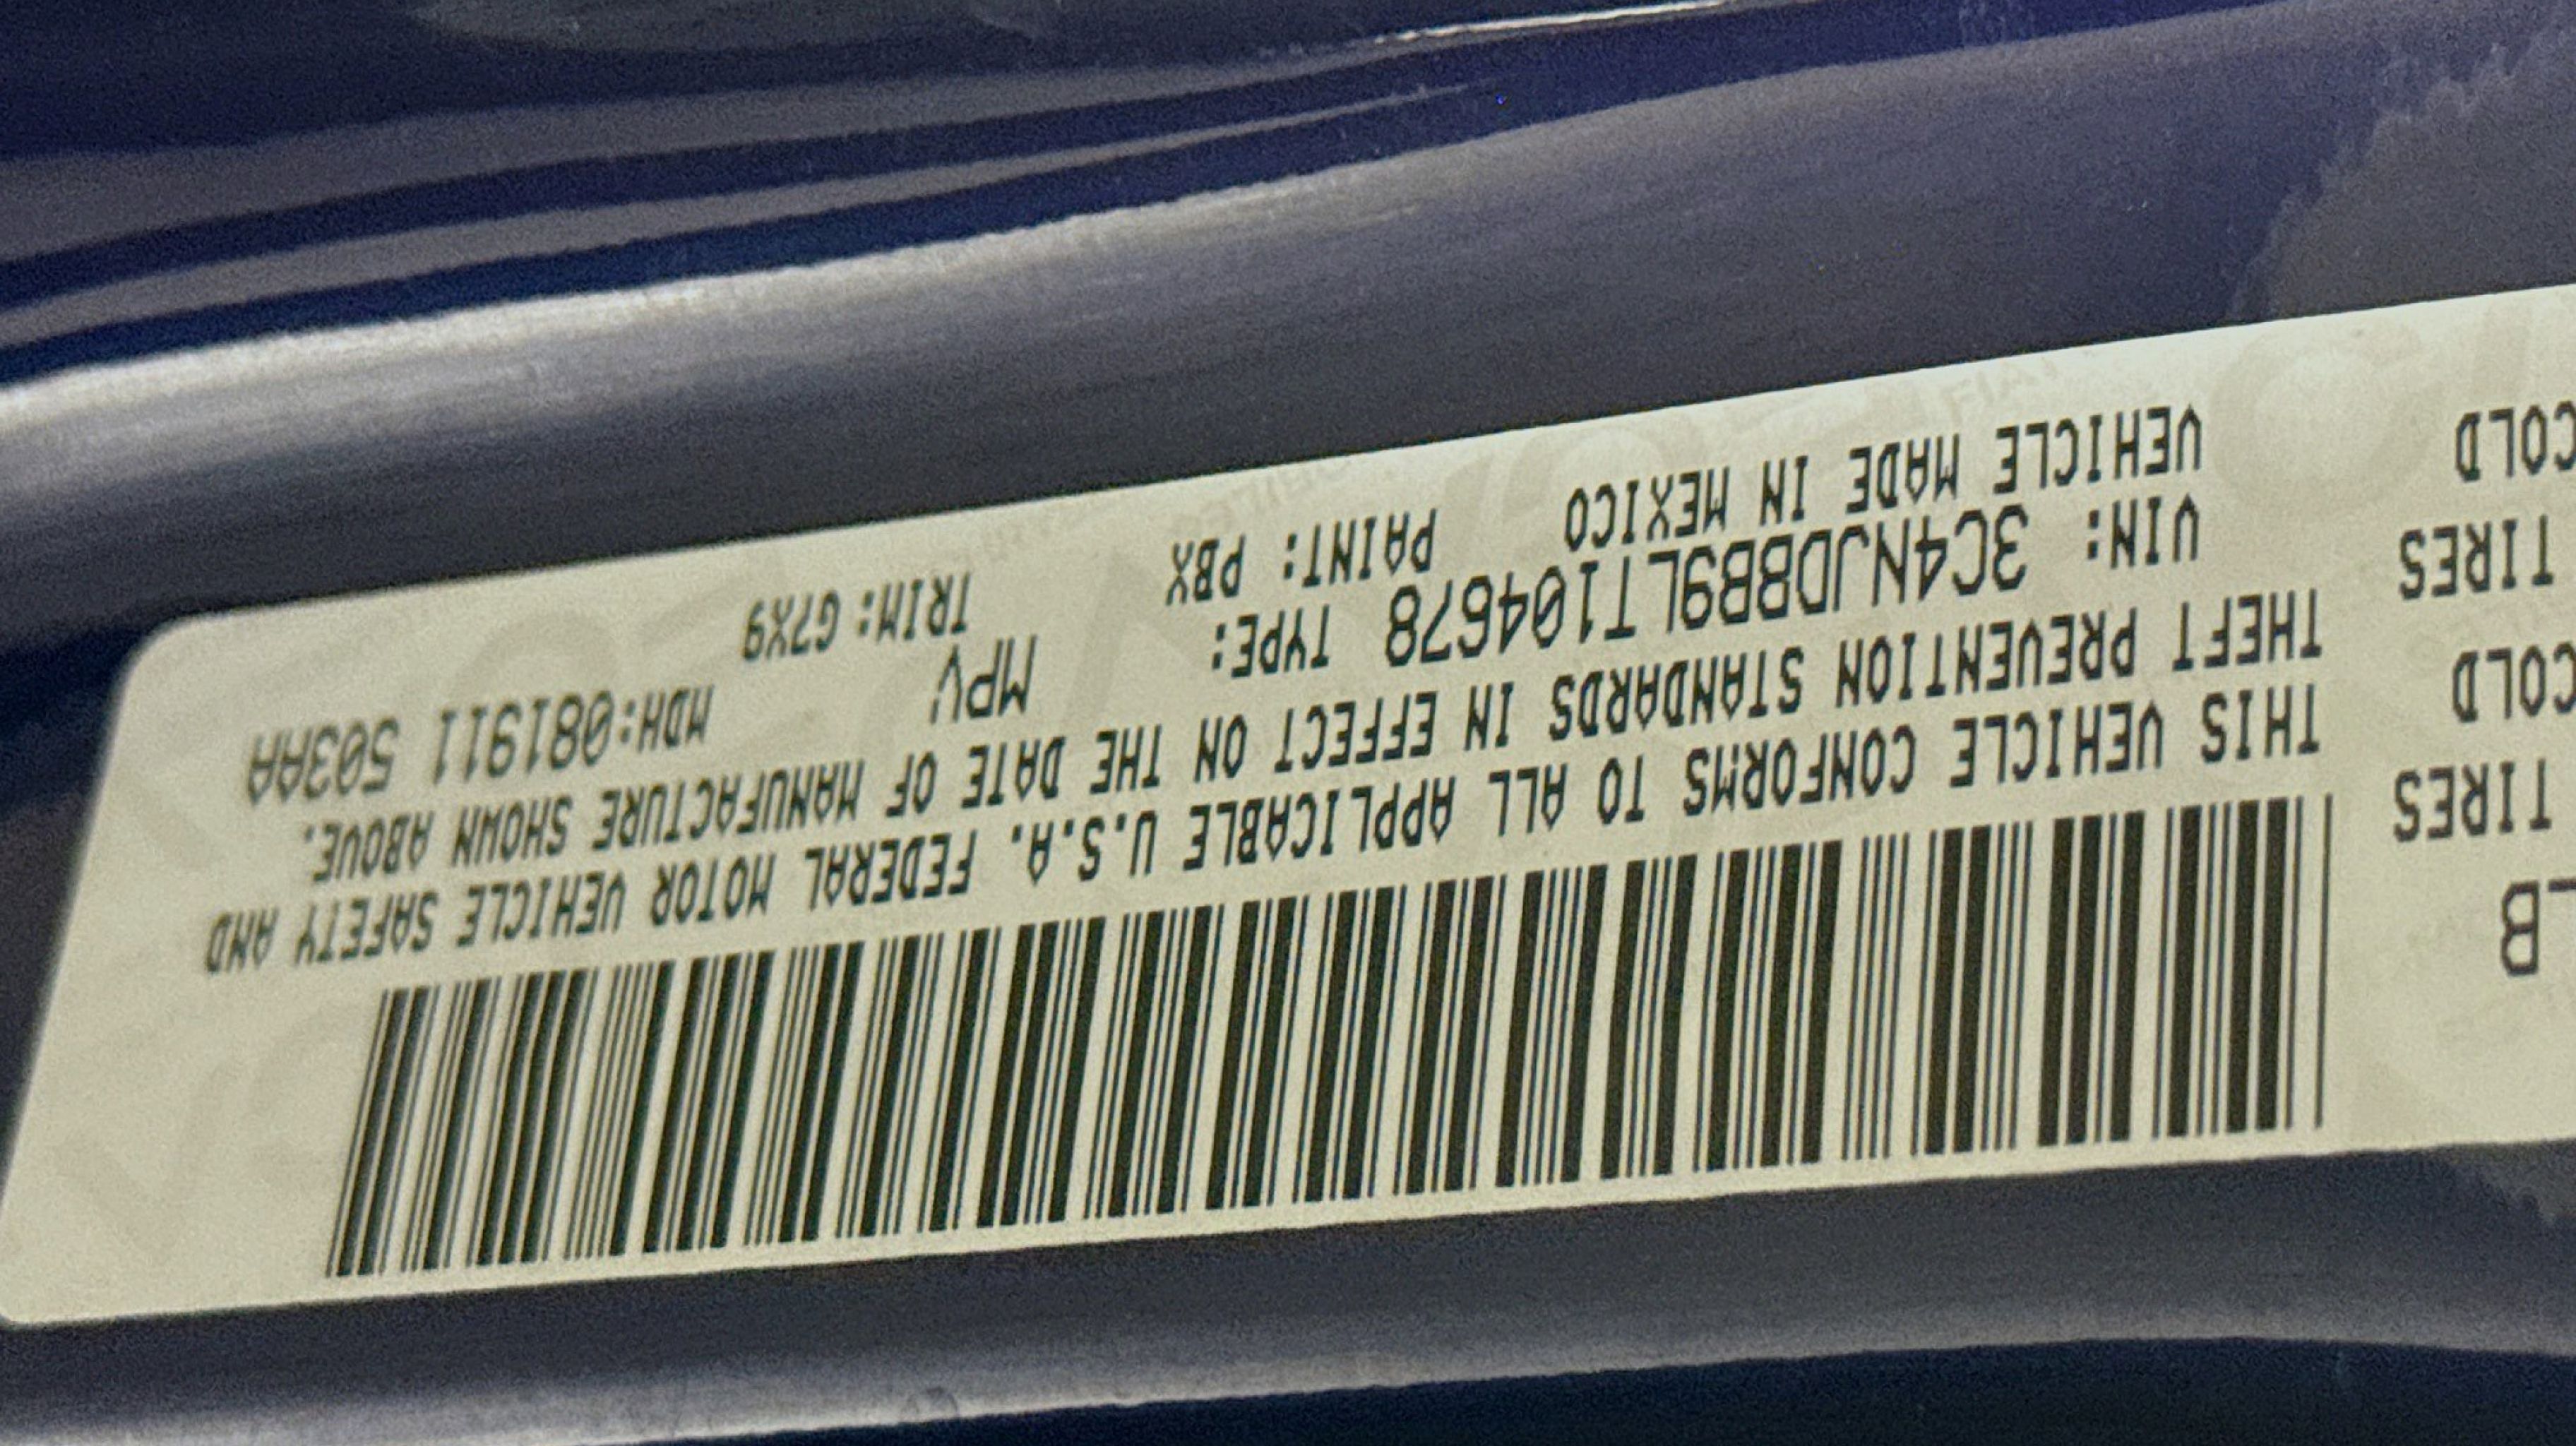 LB
TIRES
COLD
TIRES
COLD
THIS VEHICLE CONFORMS TO ALL APPLICABLE U.S.A. FEDERAL MOTOR VEHICLE SAFETY AND
THEFT PREVENTION STANDARDS IN EFFECT ON THE DATE OF MANUFACTURE SHOWN ABOVE.
VIN: 3C4NJDBB9LT104678 TYPE: MPV MDH:081911 503AA
VEHICLE MADE IN MEXICO PAINT: PBX TRIM:G7X9